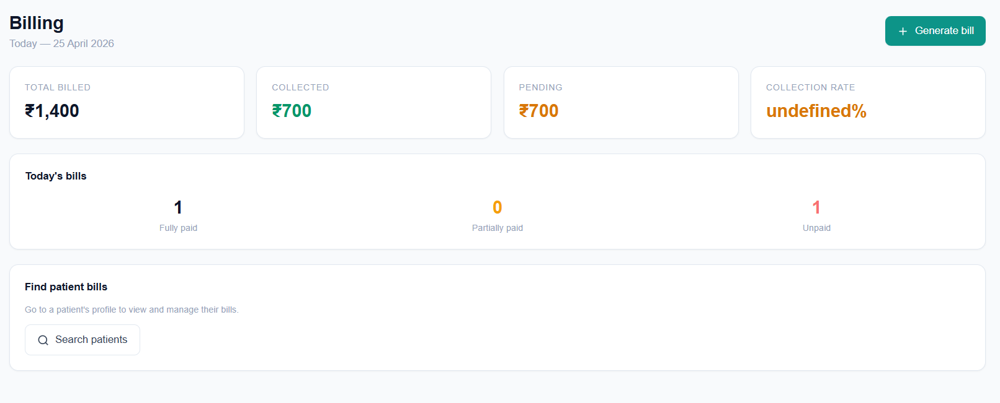 Billing
Today — 25 April 2026
Generate bill
TOTAL BILLED
₹1,400
COLLECTED
₹700
PENDING
₹700
COLLECTION RATE
undefined%
Today's bills
1
Fully paid
0
Partially paid
1
Unpaid
Find patient bills
Go to a patient's profile to view and manage their bills.
Search patients